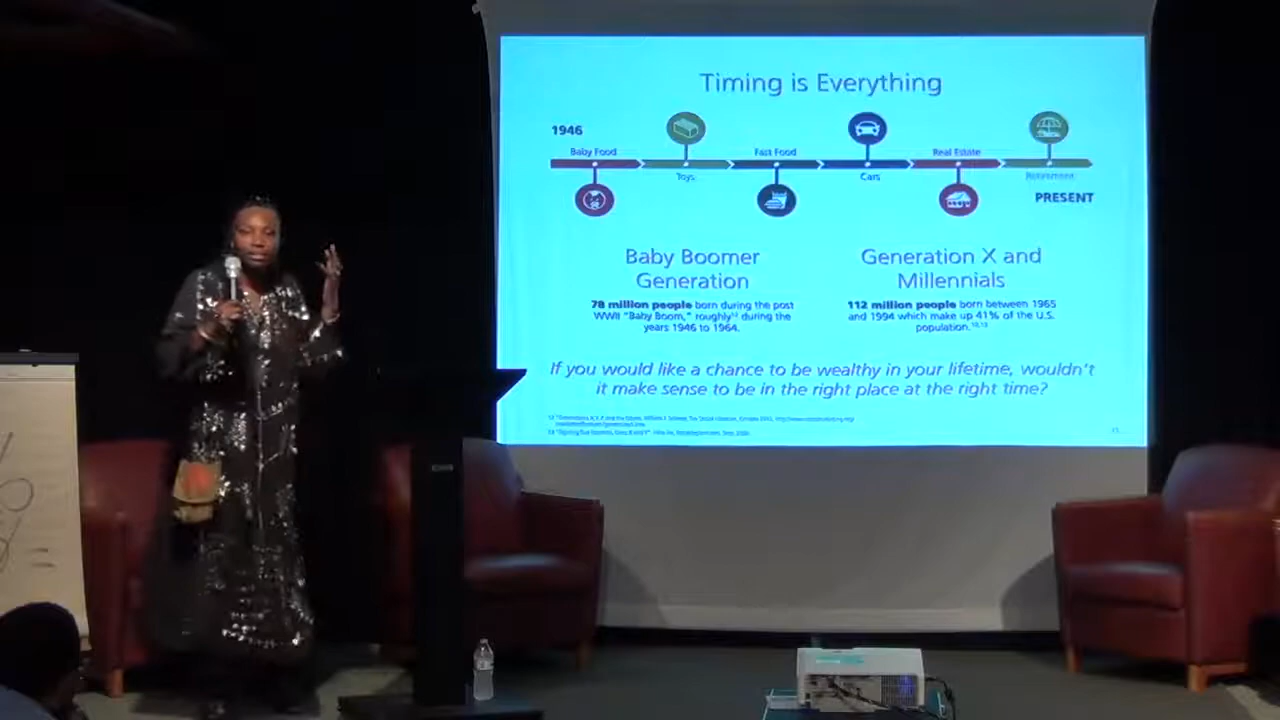 Timing is Everything
1946
Baby Food
Toys
Fast Food
Cars
Real Estate
Retirement
PRESENT
Baby Boomer
Generation
78 million people born during the post
WWII "Baby Boom," roughly¹² during the
years 1946 to 1964.
Generation X and
Millennials
112 million people born between 1965
and 1994 which make up 41% of the U.S.
population.
If you would like a chance to be wealthy in your lifetime, wouldn't
it make sense to be in the right place at the right time?